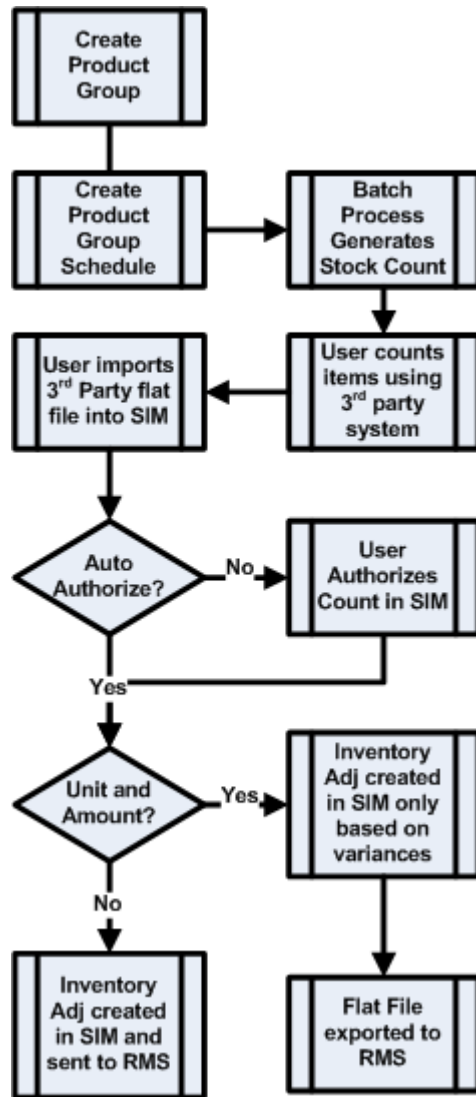 Create
Product
Group
Create
Product
Group
Schedule
Batch
Process
Generates
Stock Count
User imports
3rd Party flat
file into SIM
User counts
items using
3rd party
system
Auto
Authorize?
No
User
Authorizes
Count in SIM
Yes
Unit and
Amount?
Yes
Inventory
Adj created
in SIM only
based on
variances
No
Inventory
Adj created
in SIM and
sent to RMS
Flat File
exported to
RMS